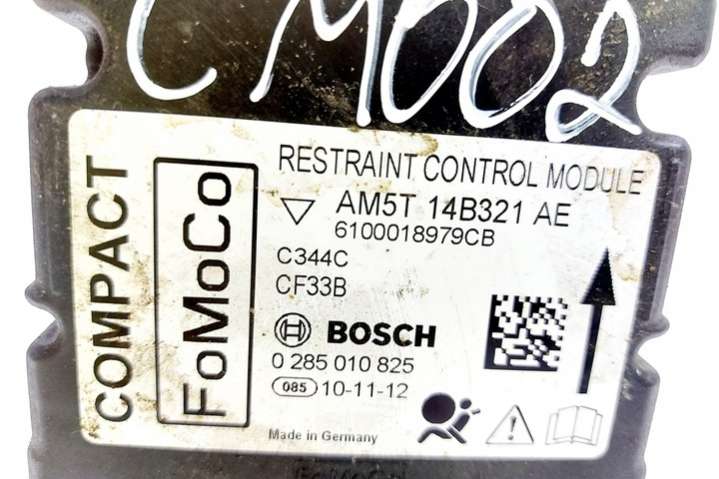 CM002
COMPACT
FoMoCo
RESTRAINT CONTROL MODULE
AM5T 14B321 AE
6100018979CB
C344C
CF33B
BOSCH
0 285 010 825
085 10-11-12
Made in Germany